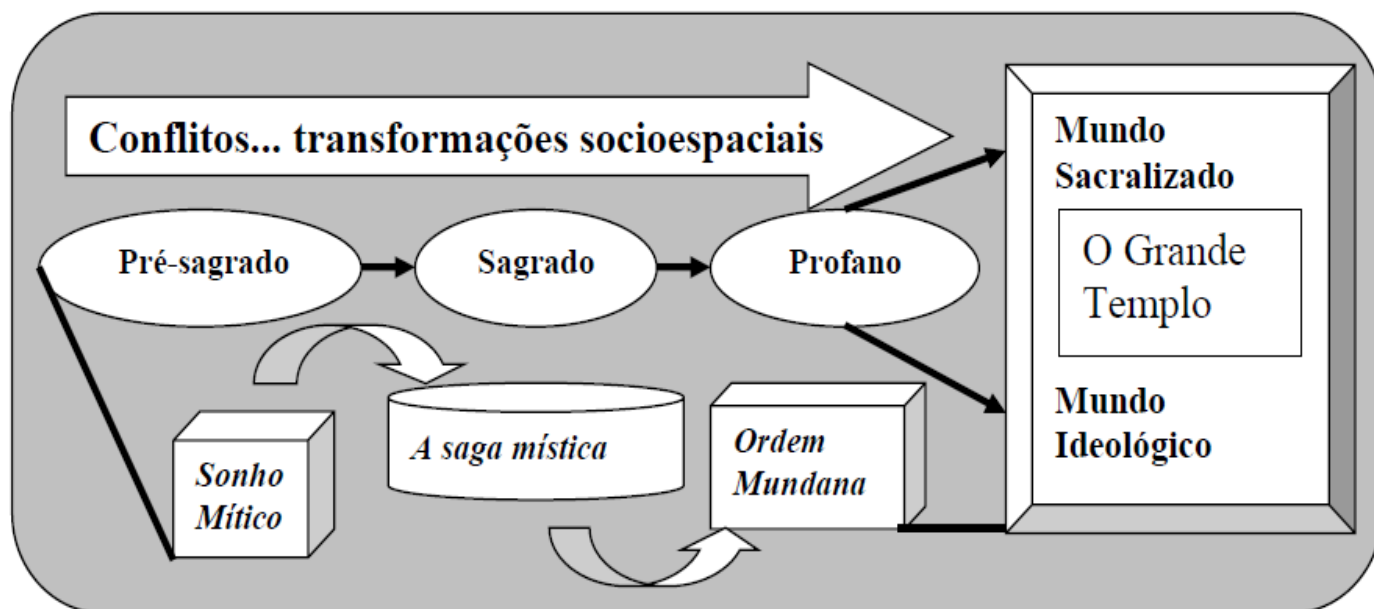 Conflitos... transformações socioespaciais
Pré-sagrado
Sagrado
Profano
Sonho
Mítico
A saga mística
Ordem
Mundana
Mundo
Sacralizado
O Grande
Templo
Mundo
Ideológico